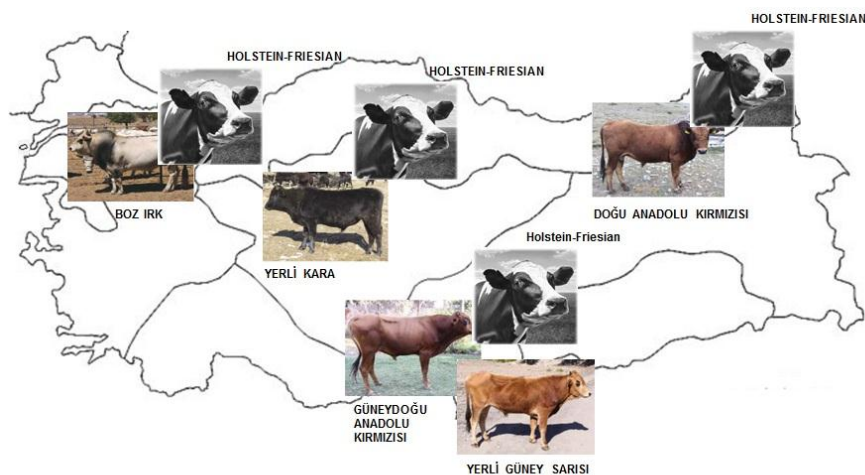 HOLSTEIN-FRIESIAN
HOLSTEIN-FRIESIAN
HOLSTEIN-FRIESIAN
BOZ IRK
DOĞU ANADOLU KIRMIZISI
Holstein-Friesian
YERLİ KARA
GÜNEYDOĞU
ANADOLU
KIRMIZISI
YERLİ GÜNEY SARISI